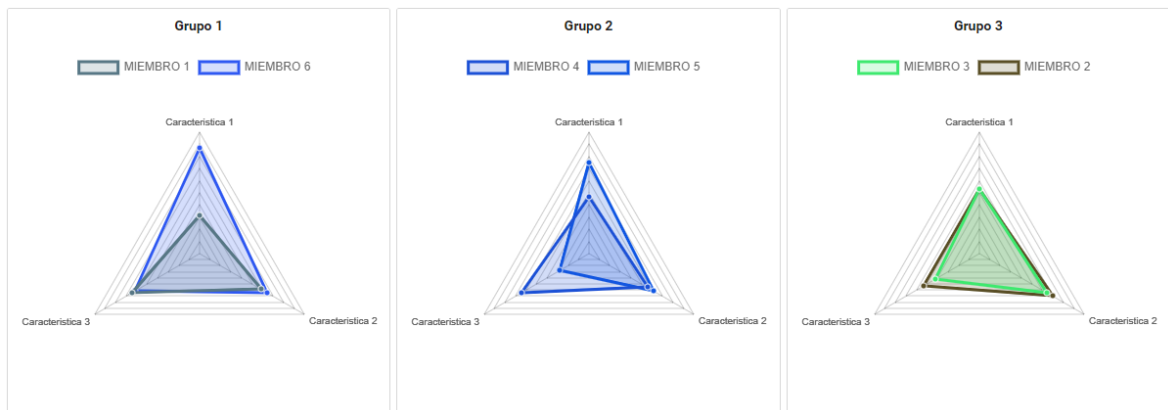 Grupo 1
MIEMBRO 1 MIEMBRO 6
Caracteristica 1
Caracteristica 3
Caracteristica 2
Grupo 2
MIEMBRO 4 MIEMBRO 5
Caracteristica 1
Caracteristica 3
Caracteristica 2
Grupo 3
MIEMBRO 3 MIEMBRO 2
Caracteristica 1
Caracteristica 3
Caracteristica 2